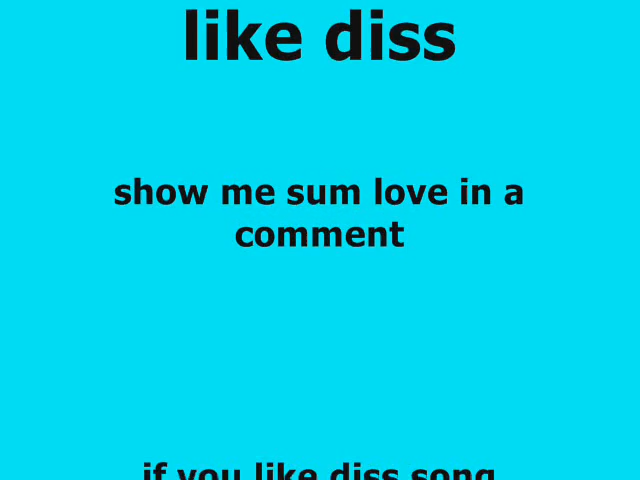 like diss
show me sum love in a
comment
if you like diss song